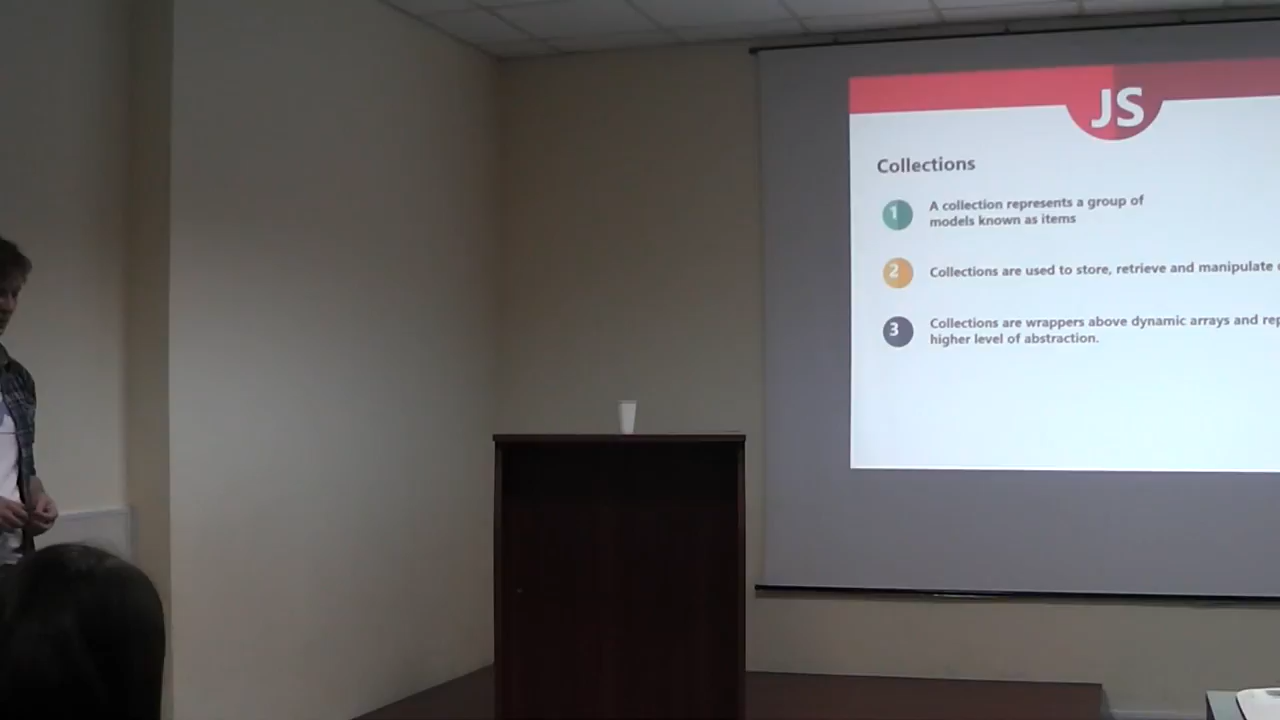 JS
Collections
1
A collection represents a group of
models known as items
2
Collections are used to store, retrieve and manipulate
3
Collections are wrappers above dynamic arrays and
higher level of abstraction.